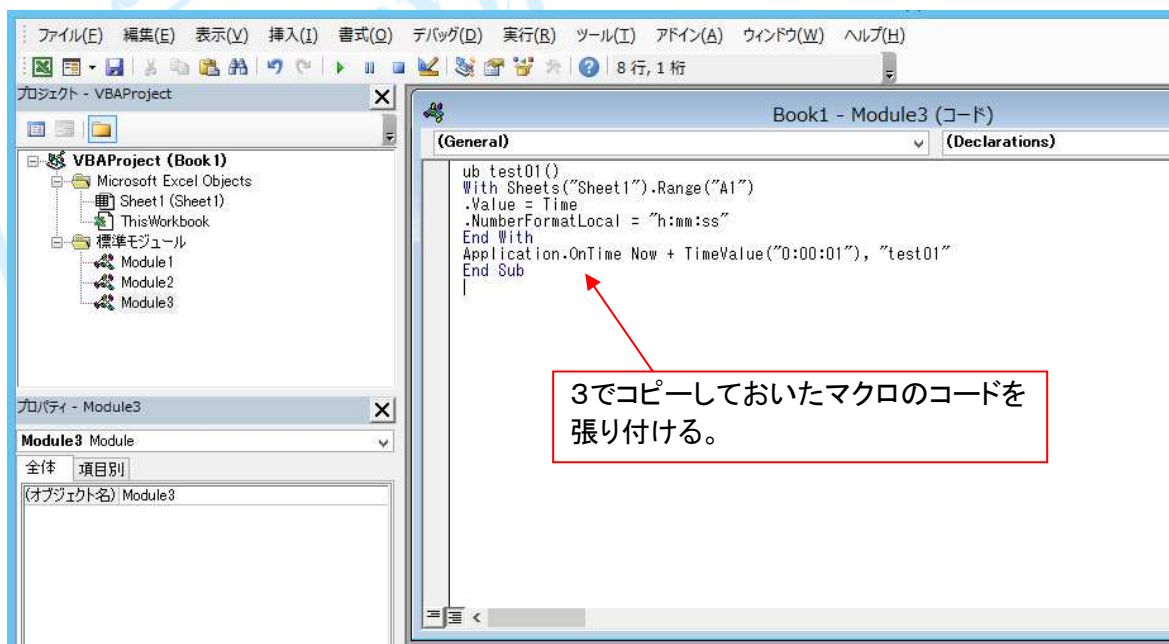 ファイル(F) 編集(E) 表示(V) 挿入(I) 書式(O) デバッグ(D) 実行(R) ツール(T) アドイン(A) ウィンドウ(W) ヘルプ(H)
8 行, 1 桁
プロジェクト - VBAProject
VBAProject (Book1)
Microsoft Excel Objects
Sheet1 (Sheet1)
ThisWorkbook
標準モジュール
Module1
Module2
Module3
プロパティ - Module3
Module3 Module
全体 項目別
(オブジェクト名) Module3
Book1 - Module3 (コード)
(General) (Declarations)
ub test01()
With Sheets("Sheet1").Range("A1")
.Value = Time
.NumberFormatLocal = "h:mm:ss"
End With
Application.OnTime Now + TimeValue("0:00:01"), "test01"
End Sub
３でコピーしておいたマクロのコードを
張り付ける。